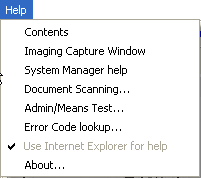 Help
Contents
Imaging Capture Window
System Manager help
Document Scanning...
Admin/Means Test...
Error Code lookup...
Use Internet Explorer for help
About...